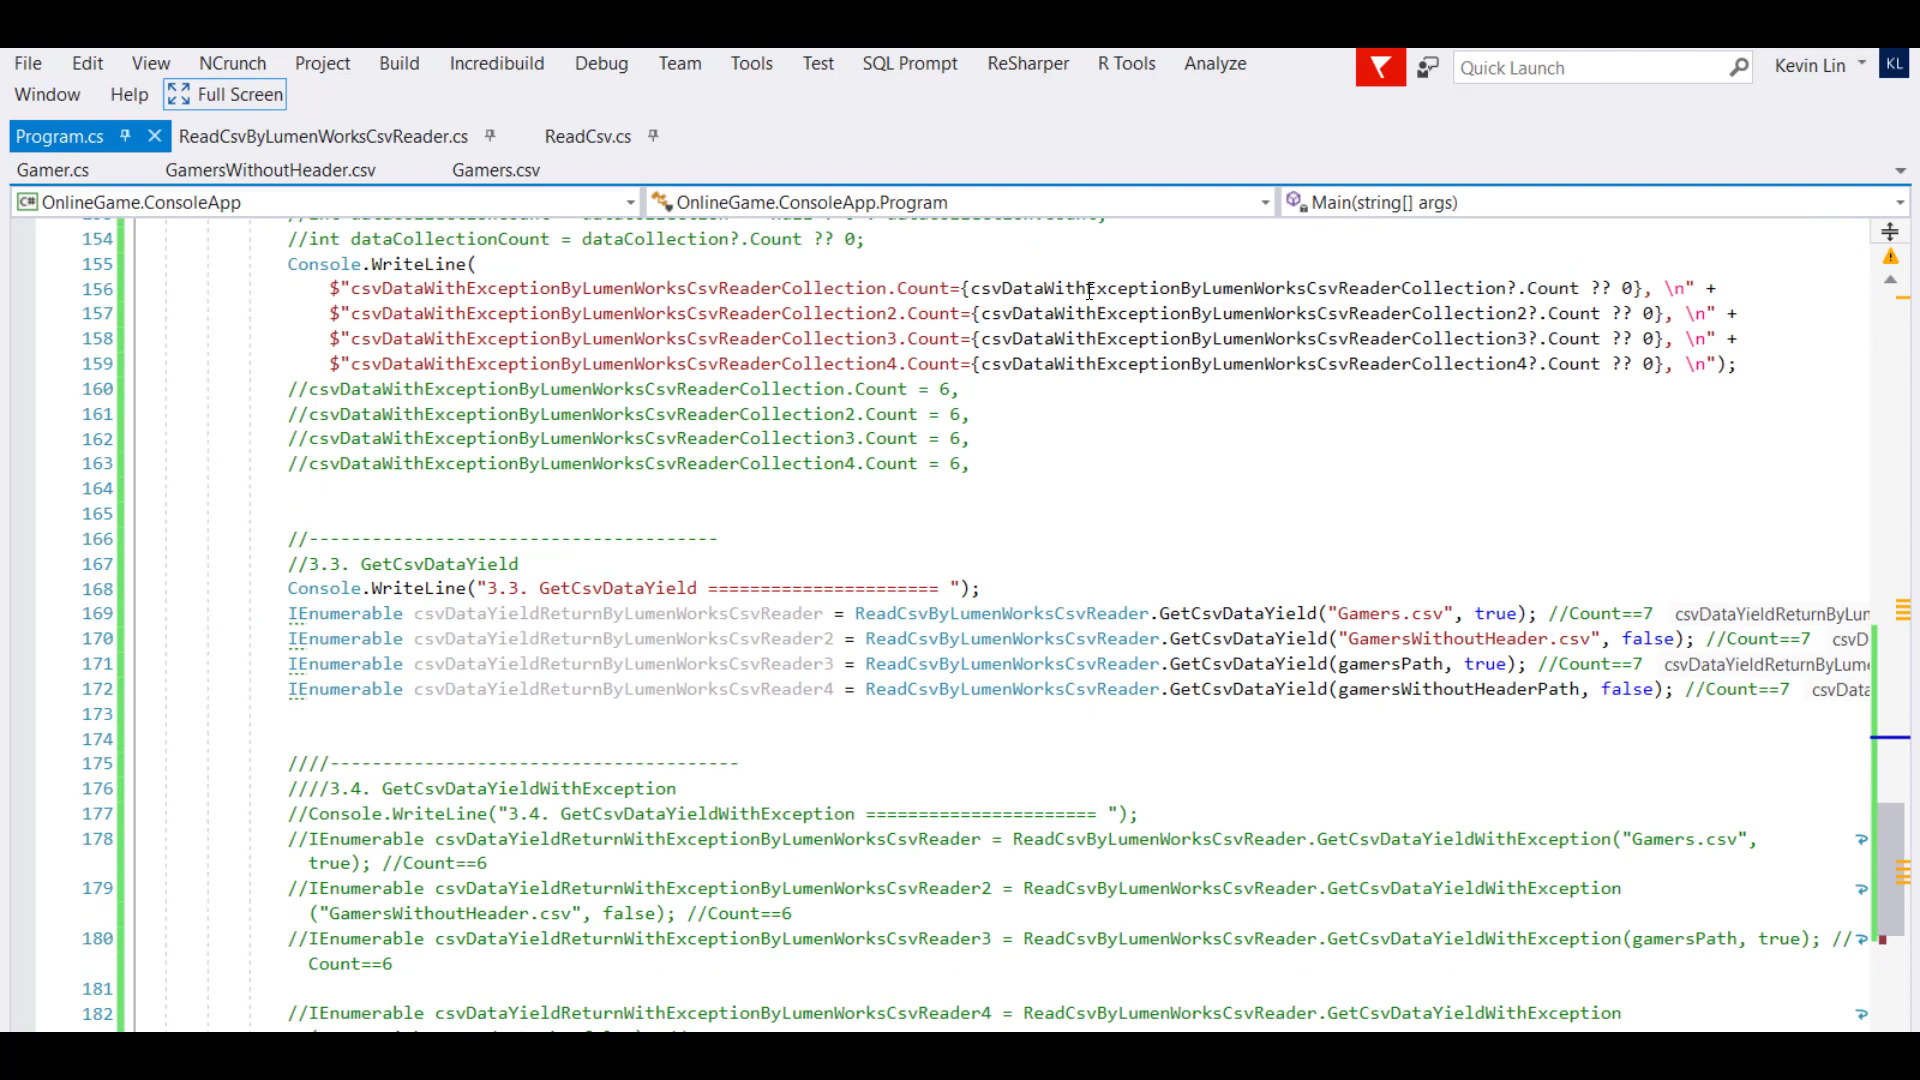 File Edit View NCrunch Project Build Incredibuild Debug Team Tools Test SQL Prompt ReSharper R Tools Analyze Quick Launch Kevin Lin KL
Window Help Full Screen
Program.cs ReadCsvByLumenWorksCsvReader.cs ReadCsv.cs
Gamer.cs GamersWithoutHeader.csv Gamers.csv
C# OnlineGame.ConsoleApp OnlineGame.ConsoleApp.Program Main(string[] args)
154 //int dataCollectionCount = dataCollection?.Count ?? 0;
155 Console.WriteLine(
156 $"csvDataWithExceptionByLumenWorksCsvReaderCollection.Count={csvDataWithExceptionByLumenWorksCsvReaderCollection?.Count ?? 0}, \n" +
157 $"csvDataWithExceptionByLumenWorksCsvReaderCollection2.Count={csvDataWithExceptionByLumenWorksCsvReaderCollection2?.Count ?? 0}, \n" +
158 $"csvDataWithExceptionByLumenWorksCsvReaderCollection3.Count={csvDataWithExceptionByLumenWorksCsvReaderCollection3?.Count ?? 0}, \n" +
159 $"csvDataWithExceptionByLumenWorksCsvReaderCollection4.Count={csvDataWithExceptionByLumenWorksCsvReaderCollection4?.Count ?? 0}, \n");
160 //csvDataWithExceptionByLumenWorksCsvReaderCollection.Count = 6,
161 //csvDataWithExceptionByLumenWorksCsvReaderCollection2.Count = 6,
162 //csvDataWithExceptionByLumenWorksCsvReaderCollection3.Count = 6,
163 //csvDataWithExceptionByLumenWorksCsvReaderCollection4.Count = 6,
164
165
166 //---------------------------------------
167 //3.3. GetCsvDataYield
168 Console.WriteLine("3.3. GetCsvDataYield ====================== ");
169 IEnumerable csvDataYieldReturnByLumenWorksCsvReader = ReadCsvByLumenWorksCsvReader.GetCsvDataYield("Gamers.csv", true); //Count==7 csvDataYieldReturnByLun
170 IEnumerable csvDataYieldReturnByLumenWorksCsvReader2 = ReadCsvByLumenWorksCsvReader.GetCsvDataYield("GamersWithoutHeader.csv", false); //Count==7 csvD
171 IEnumerable csvDataYieldReturnByLumenWorksCsvReader3 = ReadCsvByLumenWorksCsvReader.GetCsvDataYield(gamersPath, true); //Count==7 csvDataYieldReturnByLume
172 IEnumerable csvDataYieldReturnByLumenWorksCsvReader4 = ReadCsvByLumenWorksCsvReader.GetCsvDataYield(gamersWithoutHeaderPath, false); //Count==7 csvData
173
174
175 ////---------------------------------------
176 ////3.4. GetCsvDataYieldWithException
177 //Console.WriteLine("3.4. GetCsvDataYieldWithException ====================== ");
178 //IEnumerable csvDataYieldReturnWithExceptionByLumenWorksCsvReader = ReadCsvByLumenWorksCsvReader.GetCsvDataYieldWithException("Gamers.csv",
true); //Count==6
179 //IEnumerable csvDataYieldReturnWithExceptionByLumenWorksCsvReader2 = ReadCsvByLumenWorksCsvReader.GetCsvDataYieldWithException
("GamersWithoutHeader.csv", false); //Count==6
180 //IEnumerable csvDataYieldReturnWithExceptionByLumenWorksCsvReader3 = ReadCsvByLumenWorksCsvReader.GetCsvDataYieldWithException(gamersPath, true); //
Count==6
181
182 //IEnumerable csvDataYieldReturnWithExceptionByLumenWorksCsvReader4 = ReadCsvByLumenWorksCsvReader.GetCsvDataYieldWithException